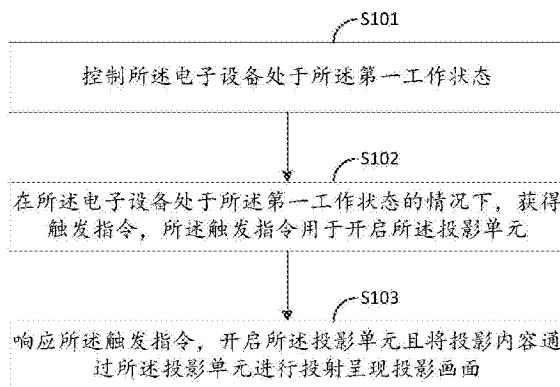 S101
控制所述电子设备处于所述第一工作状态
S102
在所述电子设备处于所述第一工作状态的情况下，获得
触发指令，所述触发指令用于开启所述投影单元
S103
响应所述触发指令，开启所述投影单元且将投影内容通
过所述投影单元进行投射呈现投影画面